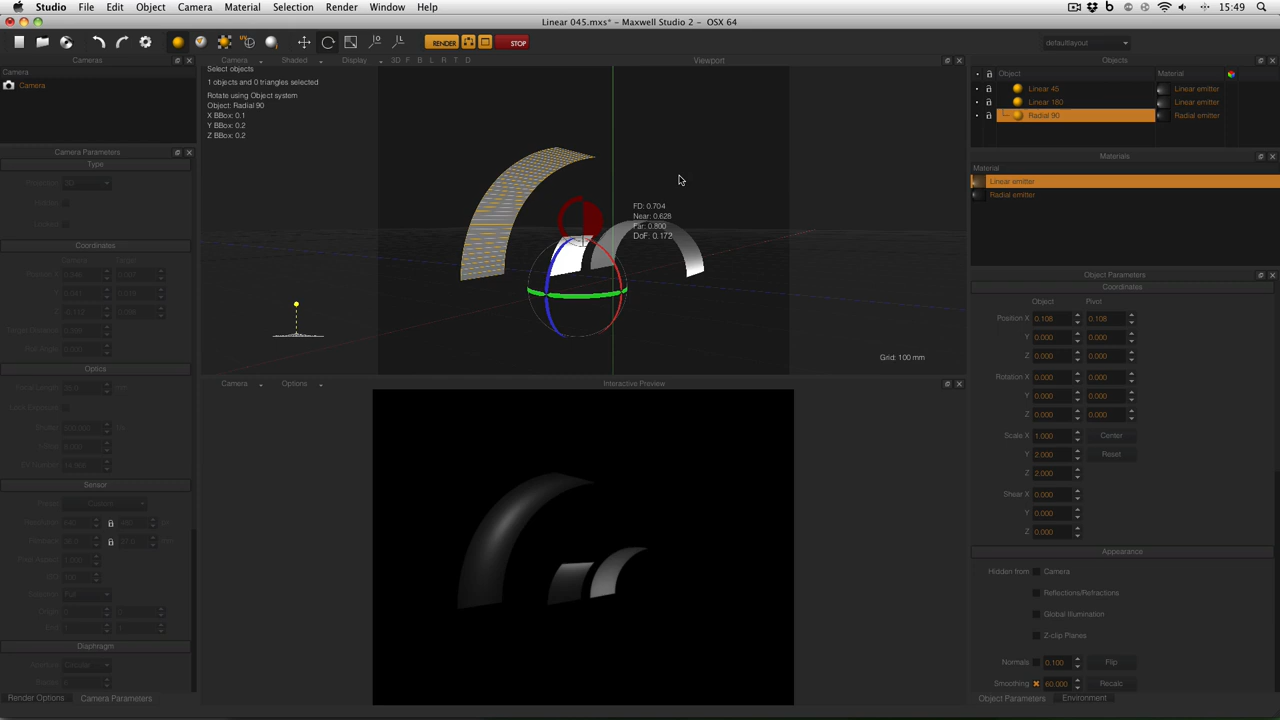 Studio File Edit Object Camera Material Selection Render Window Help 15:49
Linear 045.mxs* - Maxwell Studio 2 - OSX 64
RENDER STOP defaultlayout
Cameras
Camera
Camera
Camera Parameters
Type
Coordinates
Optics
Sensor
Diaphragm
Render Options Camera Parameters
Camera Shaded Display 3D F B L R T D Viewport
Select objects
1 objects and 0 triangles selected
Rotate using Object system
Object: Radial 90
X BBox: 0.1
Y BBox: 0.2
Z BBox: 0.2
FD: 0.704
Near: 0.628
Far: 0.800
DoF: 0.172
Grid: 100 mm
Camera Options Interactive Preview
Objects
Object Material
Linear 45 Linear emitter
Linear 180 Linear emitter
Radial 90 Radial emitter
Materials
Material
Linear emitter
Radial emitter
Object Parameters
Coordinates
Object Pivot
Position X 0.108 0.108
Y 0.000 0.000
Z 0.000 0.000
Rotation X 0.000 0.000
Y 0.000 0.000
Z 0.000 0.000
Scale X 1.000 Center
Y 2.000 Reset
Z 2.000
Shear X 0.000
Y 0.000
Z 0.000
Appearance
Hidden from Camera
Reflections/Refractions
Global Illumination
Z-clip Planes
Normals 0.100 Flip
Smoothing 60.000 Recalc
Object Parameters Environment